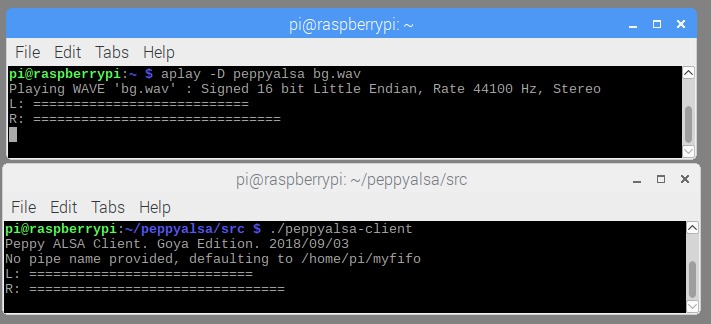 pi@raspberrypi: ~
File Edit Tabs Help
pi@raspberrypi:~ $ aplay -D peppyalsa bg.wav
Playing WAVE 'bg.wav' : Signed 16 bit Little Endian, Rate 44100 Hz, Stereo
L: ===========================
R: ===============================
pi@raspberrypi: ~/peppyalsa/src
File Edit Tabs Help
pi@raspberrypi:~/peppyalsa/src $ ./peppyalsa-client
Peppy ALSA Client. Goya Edition. 2018/09/03
No pipe name provided, defaulting to /home/pi/myfifo
L: ============================
R: ================================